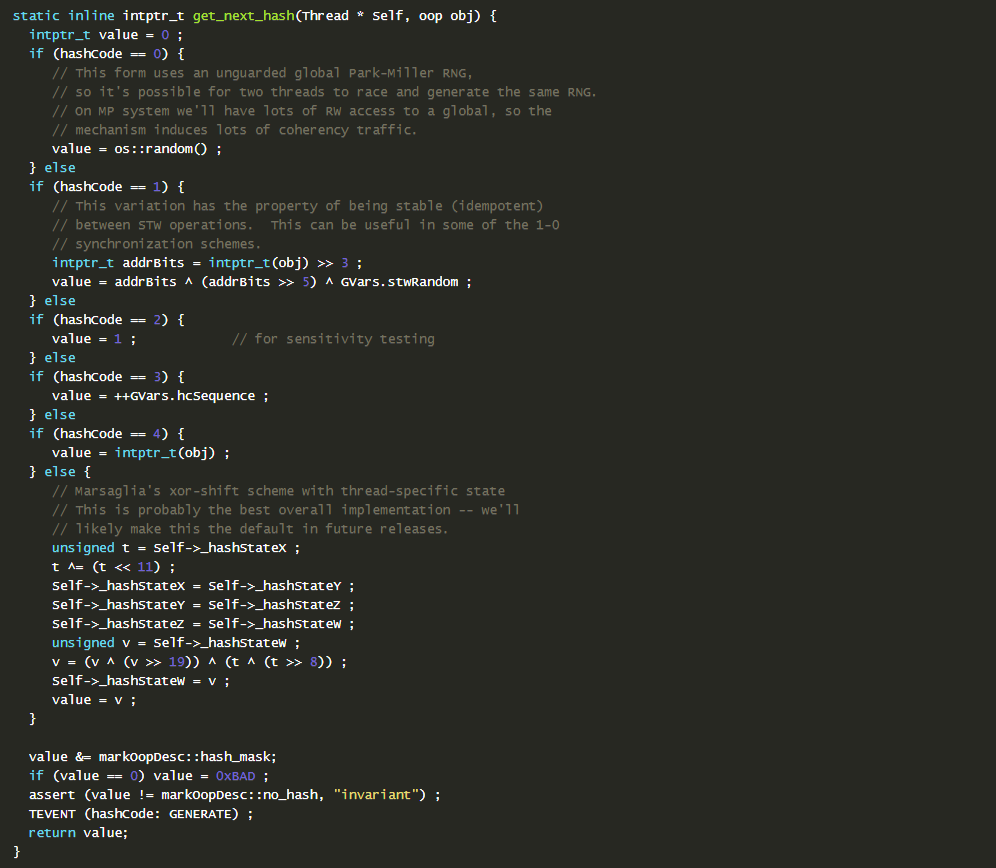 static inline intptr_t get_next_hash(Thread * Self, oop obj) {
  intptr_t value = 0 ;
  if (hashCode == 0) {
     // This form uses an unguarded global Park-Miller RNG,
     // so it's possible for two threads to race and generate the same RNG.
     // On MP system we'll have lots of RW access to a global, so the
     // mechanism induces lots of coherency traffic.
     value = os::random() ;
  } else
  if (hashCode == 1) {
     // This variation has the property of being stable (idempotent)
     // between STW operations.  This can be useful in some of the 1-0
     // synchronization schemes.
     intptr_t addrBits = intptr_t(obj) >> 3 ;
     value = addrBits ^ (addrBits >> 5) ^ GVars.stwRandom ;
  } else
  if (hashCode == 2) {
     value = 1 ;            // for sensitivity testing
  } else
  if (hashCode == 3) {
     value = ++GVars.hcSequence ;
  } else
  if (hashCode == 4) {
     value = intptr_t(obj) ;
  } else {
     // Marsaglia's xor-shift scheme with thread-specific state
     // This is probably the best overall implementation -- we'll
     // likely make this the default in future releases.
     unsigned t = Self->_hashStateX ;
     t ^= (t << 11) ;
     Self->_hashStateX = Self->_hashStateY ;
     Self->_hashStateY = Self->_hashStateZ ;
     Self->_hashStateZ = Self->_hashStateW ;
     unsigned v = Self->_hashStateW ;
     v = (v ^ (v >> 19)) ^ (t ^ (t >> 8)) ;
     Self->_hashStateW = v ;
     value = v ;
  }

  value &= markOopDesc::hash_mask;
  if (value == 0) value = 0xBAD ;
  assert (value != markOopDesc::no_hash, "invariant") ;
  TEVENT (hashCode: GENERATE) ;
  return value;
}